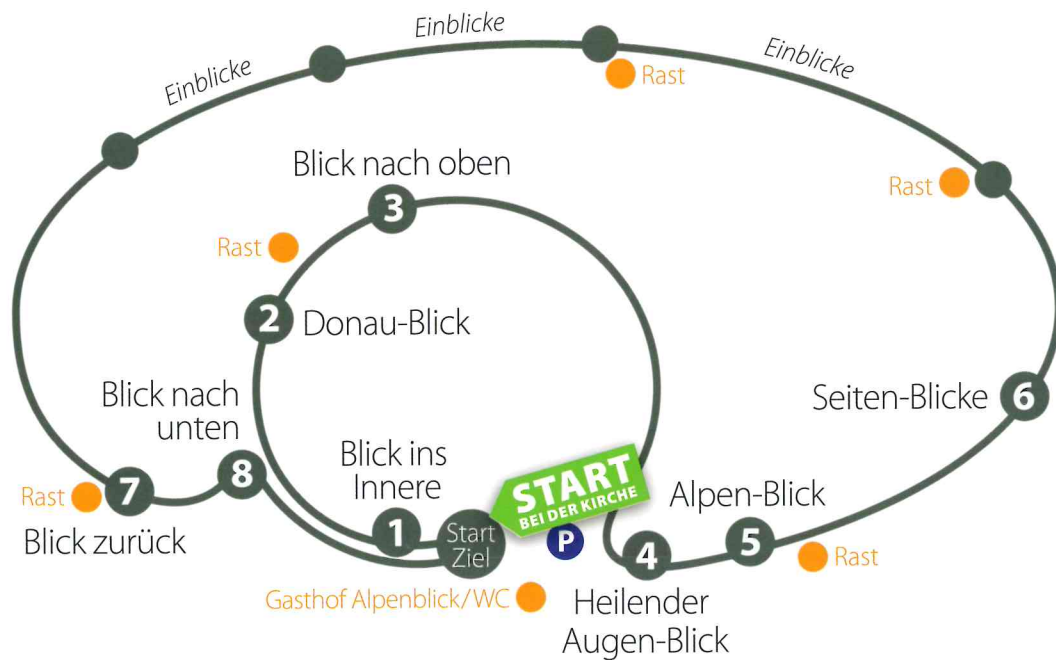 Einblicke
Einblicke
Einblicke
Rast
Rast
Blick nach oben
3
Rast
2
Donau-Blick
Blick nach
unten
8
Seiten-Blicke
6
Blick ins
Innere
1
Start
Ziel
START
BEI DER KIRCHE
P
Alpen-Blick
4
5
Rast
Rast
7
Blick zurück
Gasthof Alpenblick/WC
Heilender
Augen-Blick